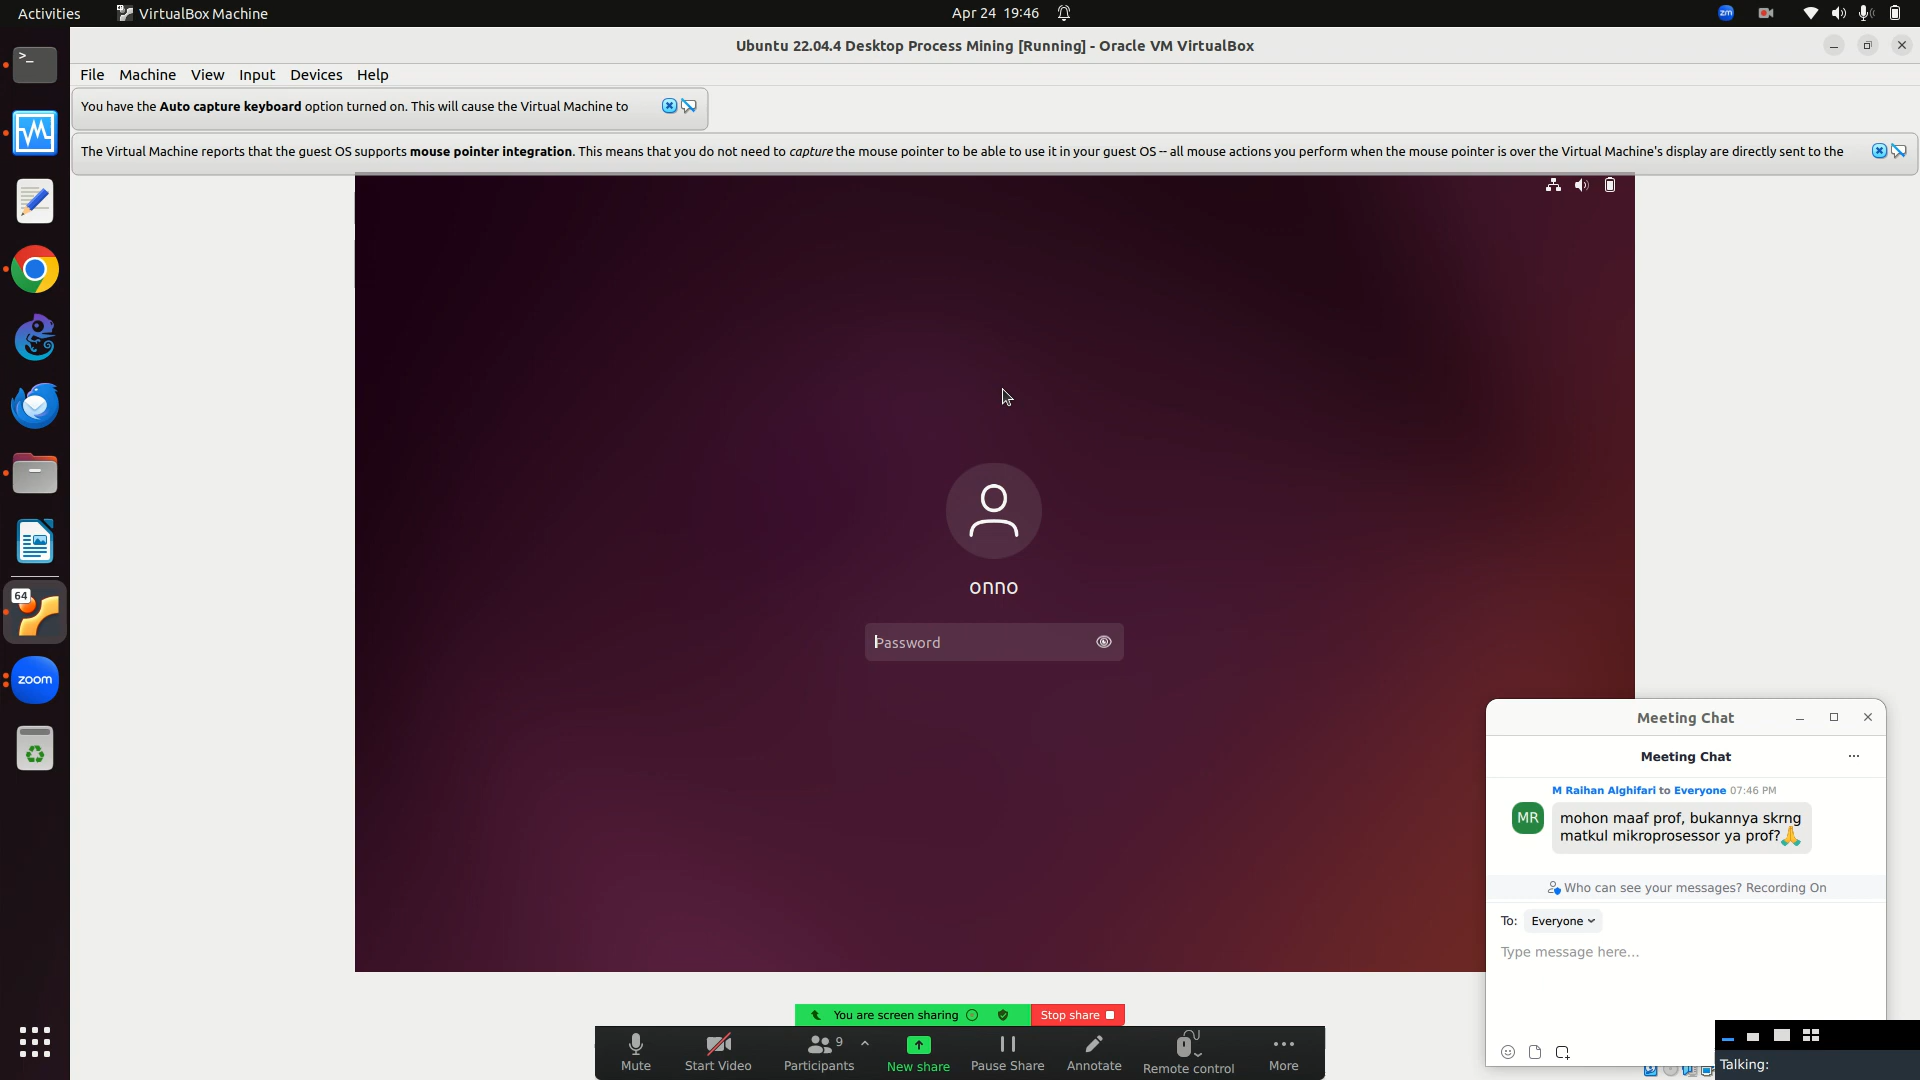 Activities VirtualBox Machine Apr 24 19:46 zm
Ubuntu 22.04.4 Desktop Process Mining [Running] - Oracle VM VirtualBox
File Machine View Input Devices Help
You have the Auto capture keyboard option turned on. This will cause the Virtual Machine to
The Virtual Machine reports that the guest OS supports mouse pointer integration. This means that you do not need to capture the mouse pointer to be able to use it in your guest OS -- all mouse actions you perform when the mouse pointer is over the Virtual Machine's display are directly sent to the
onno
Password
64
zoom
Meeting Chat
Meeting Chat
M Raihan Alghifari to Everyone 07:46 PM
MR
mohon maaf prof, bukannya skrng
matkul mikroprosessor ya prof?🙏
Who can see your messages? Recording On
To: Everyone
Type message here...
You are screen sharing Stop share
9
Mute Start Video Participants New share Pause Share Annotate Remote control More
Talking: